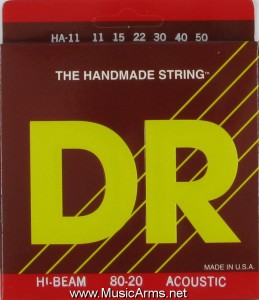 HA-11 11 15 22 30 40 50
THE HANDMADE STRING™
DR
MADE IN U.S.A.
HI-BEAM 80-20 ACOUSTIC
www.MusicArms.net